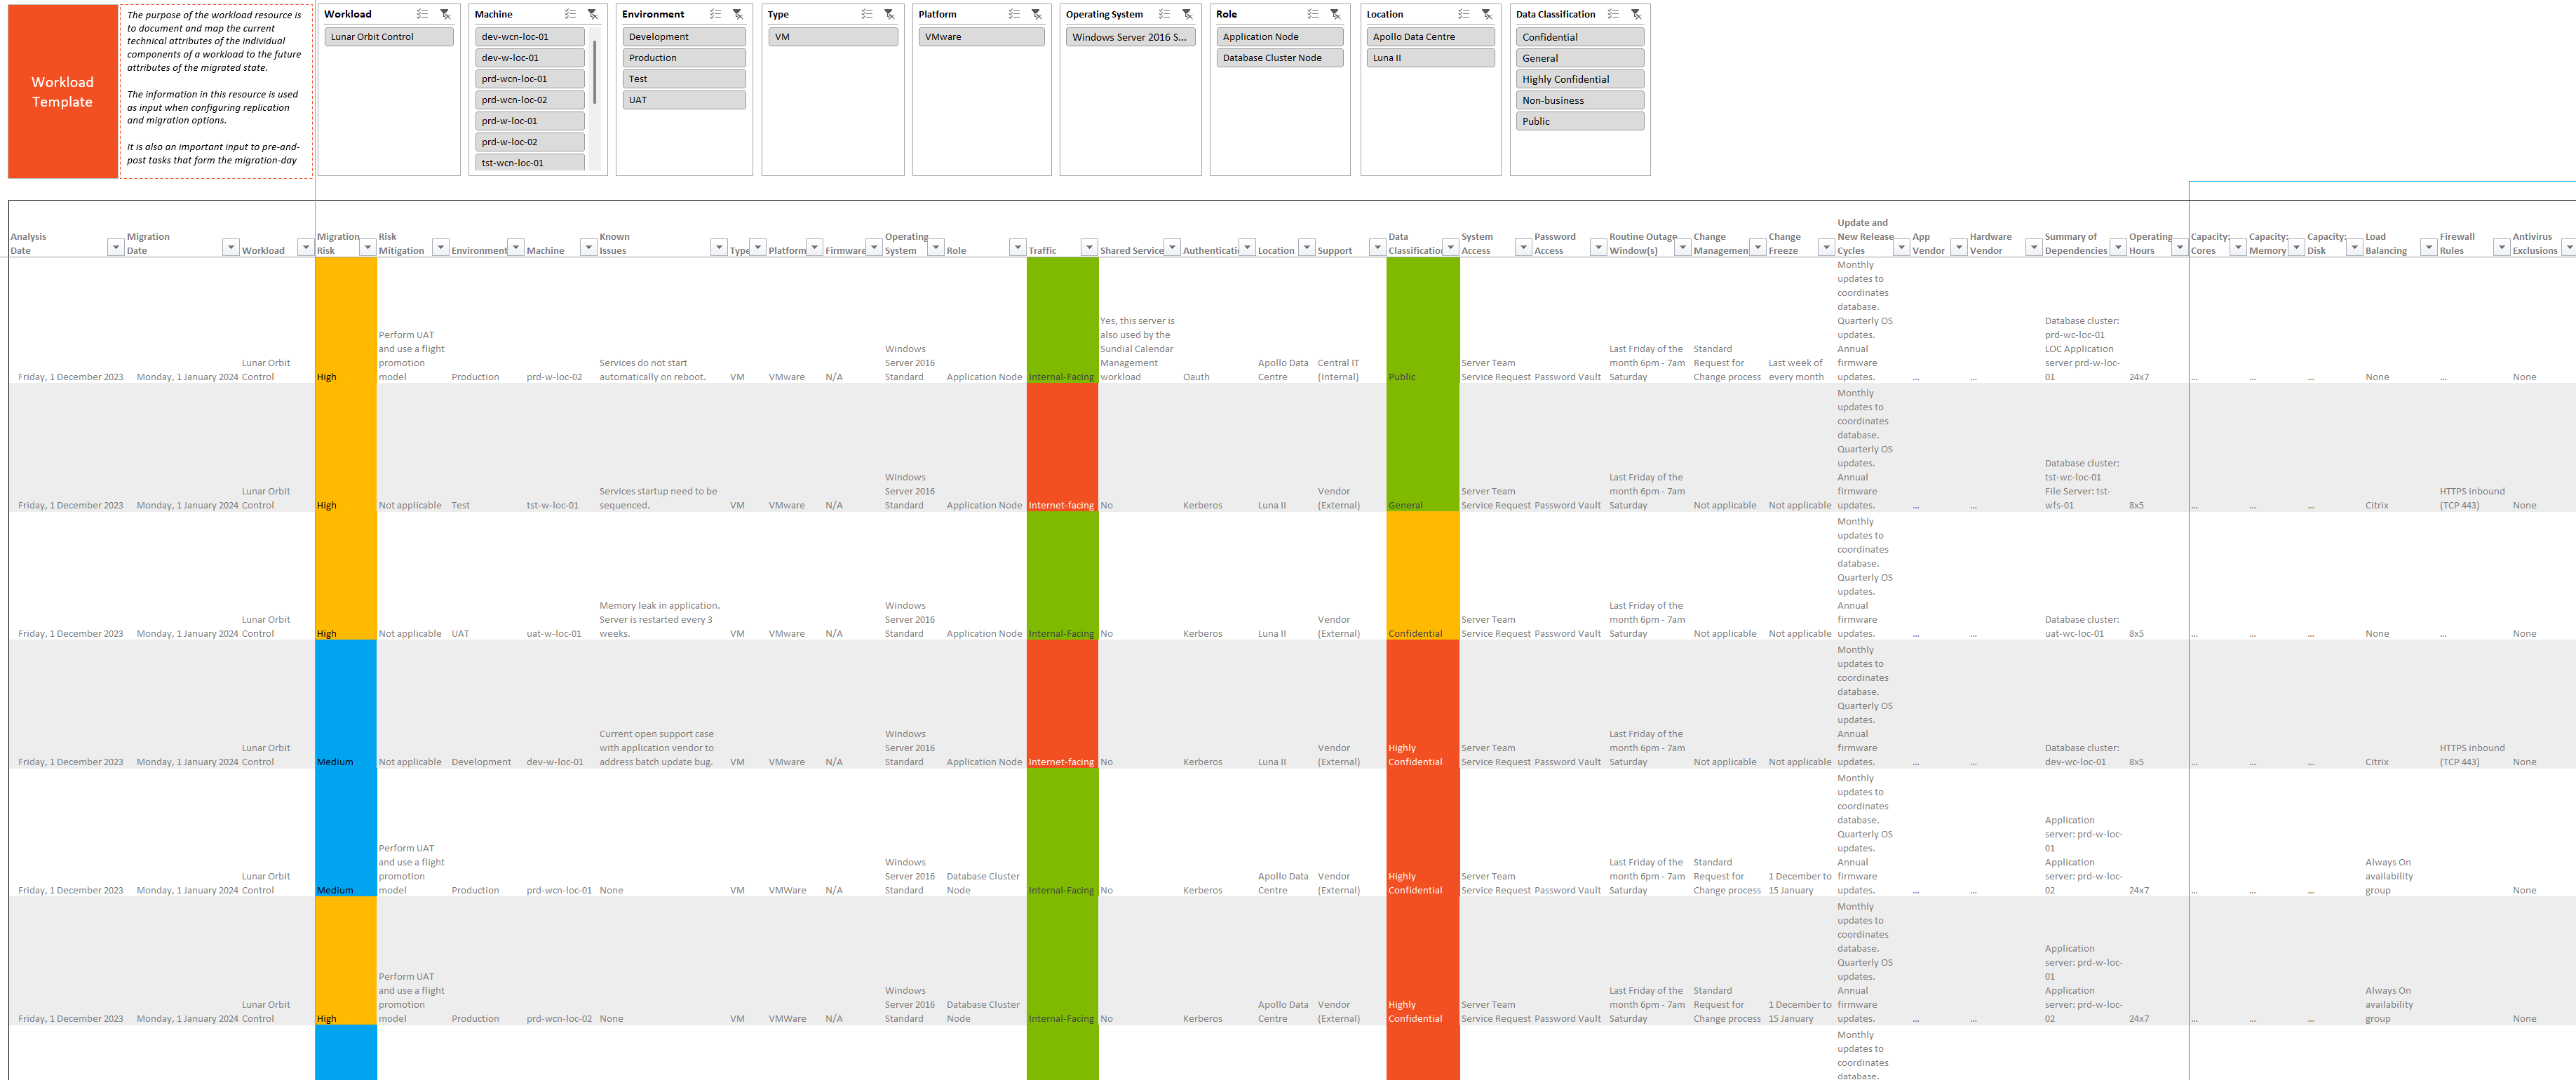 Workload
Template
The purpose of the workload resource is
to document and map the current
technical attributes of the individual
components of a workload to the future
attributes of the migrated state.
The information in this resource is used
as input when configuring replication
and migration options.
It is also an important input to pre-and-
post tasks that form the migration-day
Workload
Lunar Orbit Control
Machine
dev-wcn-loc-01
dev-w-loc-01
prd-wcn-loc-01
prd-wcn-loc-02
prd-w-loc-01
prd-w-loc-02
tst-wcn-loc-01
Environment
Development
Production
Test
UAT
Type
VM
Platform
VMware
Operating System
Windows Server 2016 S...
Role
Application Node
Database Cluster Node
Location
Apollo Data Centre
Luna II
Data Classification
Confidential
General
Highly Confidential
Non-business
Public
Analysis
Date
Migration
Date
Workload
Migration
Risk
Risk
Mitigation
Environment
Machine
Known
Issues
Type
Platform
Firmware
Operating
System
Role
Traffic
Shared Service
Authenticati
Location
Support
Data
Classification
System
Access
Password
Access
Routine Outage
Window(s)
Change
Management
Change
Freeze
Update and
New Release
Cycles
App
Vendor
Hardware
Vendor
Summary of
Dependencies
Operating
Hours
Capacity:
Cores
Capacity:
Memory
Capacity:
Disk
Load
Balancing
Firewall
Rules
Antivirus
Exclusions
Friday, 1 December 2023
Monday, 1 January 2024
Lunar Orbit
Control
High
Perform UAT
and use a flight
promotion
model
Production
prd-w-loc-02
Services do not start
automatically on reboot.
VM
VMware
N/A
Windows
Server 2016
Standard
Application Node
Internal-Facing
Yes, this server is
also used by the
Sundial Calendar
Management
workload
Oauth
Apollo Data
Centre
Central IT
(Internal)
Public
Server Team
Service Request
Password Vault
Last Friday of the
month 6pm - 7am
Saturday
Standard
Request for
Change process
Last week of
every month
Monthly
updates to
coordinates
database.
Quarterly OS
updates.
Annual
firmware
updates.
...
...
Database cluster:
prd-wc-loc-01
LOC Application
server prd-w-loc-
01
24x7
...
...
...
None
...
None
Friday, 1 December 2023
Monday, 1 January 2024
Lunar Orbit
Control
High
Not applicable
Test
tst-w-loc-01
Services startup need to be
sequenced.
VM
VMware
N/A
Windows
Server 2016
Standard
Application Node
Internet-facing
No
Kerberos
Luna II
Vendor
(External)
General
Server Team
Service Request
Password Vault
Last Friday of the
month 6pm - 7am
Saturday
Not applicable
Not applicable
Monthly
updates to
coordinates
database.
Quarterly OS
updates.
Annual
firmware
updates.
...
...
Database cluster:
tst-wc-loc-01
File Server: tst-
wfs-01
8x5
...
...
...
Citrix
HTTPS inbound
(TCP 443)
None
Friday, 1 December 2023
Monday, 1 January 2024
Lunar Orbit
Control
High
Not applicable
UAT
uat-w-loc-01
Memory leak in application.
Server is restarted every 3
weeks.
VM
VMware
N/A
Windows
Server 2016
Standard
Application Node
Internal-Facing
No
Kerberos
Luna II
Vendor
(External)
Confidential
Server Team
Service Request
Password Vault
Last Friday of the
month 6pm - 7am
Saturday
Not applicable
Not applicable
Monthly
updates to
coordinates
database.
Quarterly OS
updates.
Annual
firmware
updates.
...
...
Database cluster:
uat-wc-loc-01
8x5
...
...
...
None
...
None
Friday, 1 December 2023
Monday, 1 January 2024
Lunar Orbit
Control
Medium
Not applicable
Development
dev-w-loc-01
Current open support case
with application vendor to
address batch update bug.
VM
VMware
N/A
Windows
Server 2016
Standard
Application Node
Internet-facing
No
Kerberos
Luna II
Vendor
(External)
Highly
Confidential
Server Team
Service Request
Password Vault
Last Friday of the
month 6pm - 7am
Saturday
Not applicable
Not applicable
Monthly
updates to
coordinates
database.
Quarterly OS
updates.
Annual
firmware
updates.
...
...
Database cluster:
dev-wc-loc-01
8x5
...
...
...
Citrix
HTTPS inbound
(TCP 443)
None
Friday, 1 December 2023
Monday, 1 January 2024
Lunar Orbit
Control
Medium
Perform UAT
and use a flight
promotion
model
Production
prd-wcn-loc-01
None
VM
VMWare
N/A
Windows
Server 2016
Standard
Database Cluster
Node
Internal-Facing
No
Kerberos
Apollo Data
Centre
Vendor
(External)
Highly
Confidential
Server Team
Service Request
Password Vault
Last Friday of the
month 6pm - 7am
Saturday
Standard
Request for
Change process
1 December to
15 January
Monthly
updates to
coordinates
database.
Quarterly OS
updates.
Annual
firmware
updates.
...
...
Application
server: prd-w-loc-
01
Application
server: prd-w-loc-
02
24x7
...
...
...
Always On
availability
group
None
Friday, 1 December 2023
Monday, 1 January 2024
Lunar Orbit
Control
High
Perform UAT
and use a flight
promotion
model
Production
prd-wcn-loc-02
None
VM
VMWare
N/A
Windows
Server 2016
Standard
Database Cluster
Node
Internal-Facing
No
Kerberos
Apollo Data
Centre
Vendor
(External)
Highly
Confidential
Server Team
Service Request
Password Vault
Last Friday of the
month 6pm - 7am
Saturday
Standard
Request for
Change process
1 December to
15 January
Monthly
updates to
coordinates
database.
Quarterly OS
updates.
Annual
firmware
updates.
...
...
Application
server: prd-w-loc-
01
Application
server: prd-w-loc-
02
24x7
...
...
...
Always On
availability
group
None
Monthly
updates to
coordinates
database.